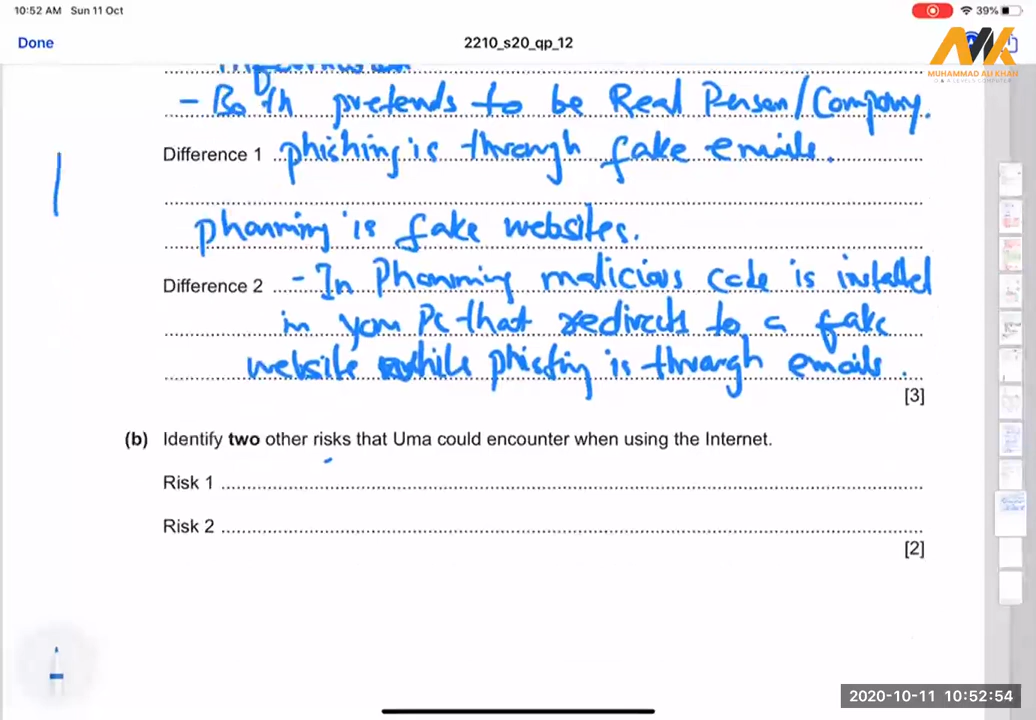 10:52 AM Sun 11 Oct
39%
Done
2210_s20_qp_12
MUHAMMAD ALI KHAN
O & A LEVELS COMPUTER
- Both pretends to be Real Person/Company.
Difference 1 phishing is through fake emails.
pharming is fake websites.
Difference 2 - In Pharming malicious code is installed
in your Pc that redirects to a fake
website while phishing is through emails.
[3]
(b) Identify two other risks that Uma could encounter when using the Internet.
Risk 1
Risk 2
[2]
2020-10-11 10:52:54